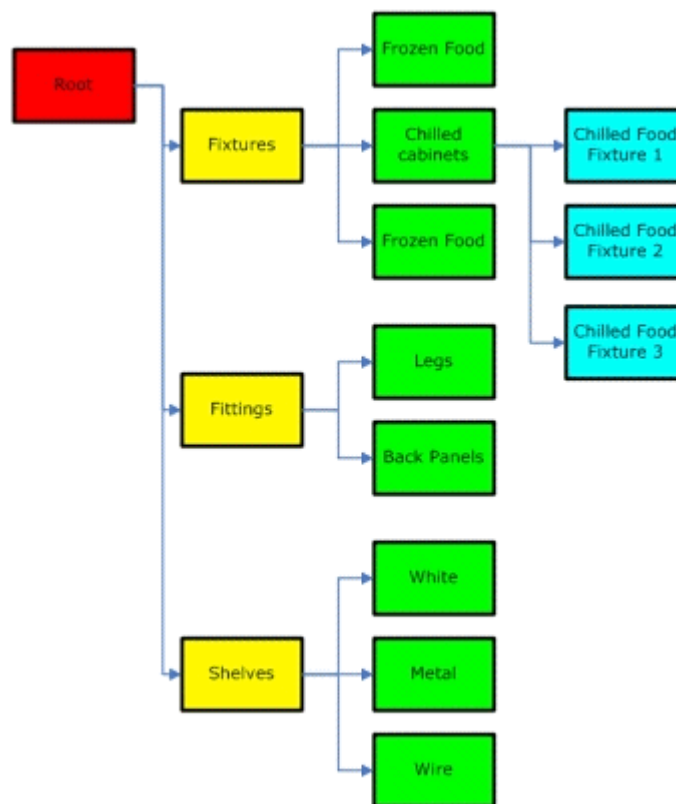 Root
Fixtures
Frozen Food
Chilled
cabinets
Frozen Food
Chilled Food
Fixture 1
Chilled Food
Fixture 2
Chilled Food
Fixture 3
Fittings
Legs
Back Panels
Shelves
White
Metal
Wire